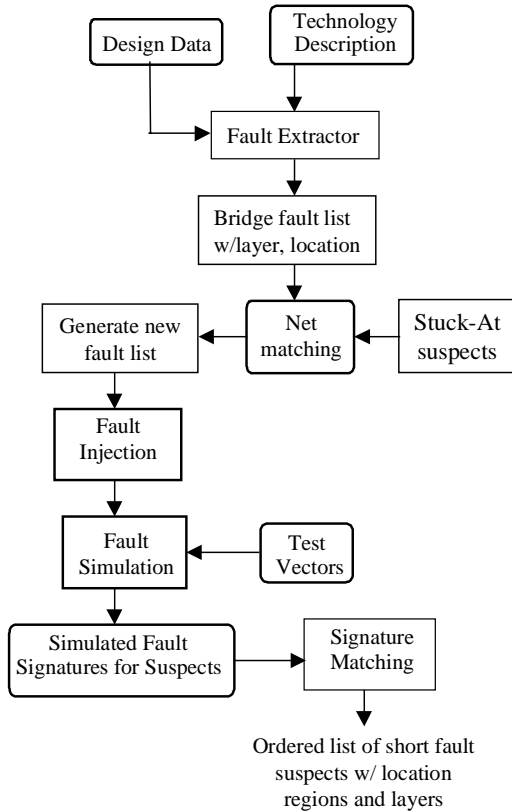 Technology
Description
Design Data
Fault Extractor
Bridge fault list
w/layer, location
Generate new
fault list
Net
matching
Stuck-At
suspects
Fault
Injection
Fault
Simulation
Test
Vectors
Simulated Fault
Signatures for Suspects
Signature
Matching
Ordered list of short fault
suspects w/ location
regions and layers